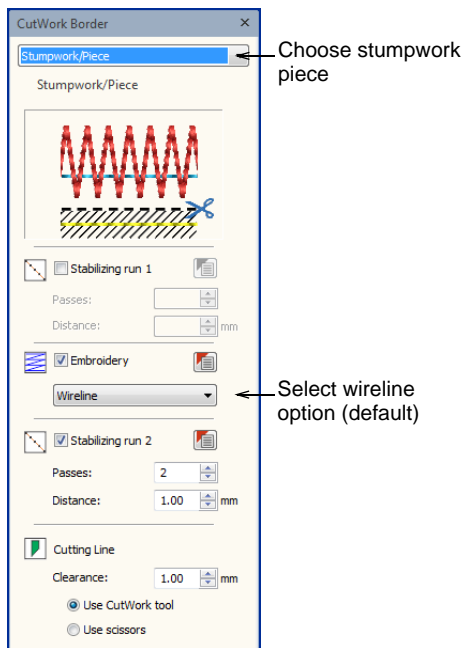 CutWork Border ×
Stumpwork/Piece
Choose stumpwork
piece
Stumpwork/Piece
Stabilizing run 1
Passes:
Distance: mm
Embroidery
Wireline
Select wireline
option (default)
Stabilizing run 2
Passes: 2
Distance: 1.00 mm
Cutting Line
Clearance: 1.00 mm
Use CutWork tool
Use scissors